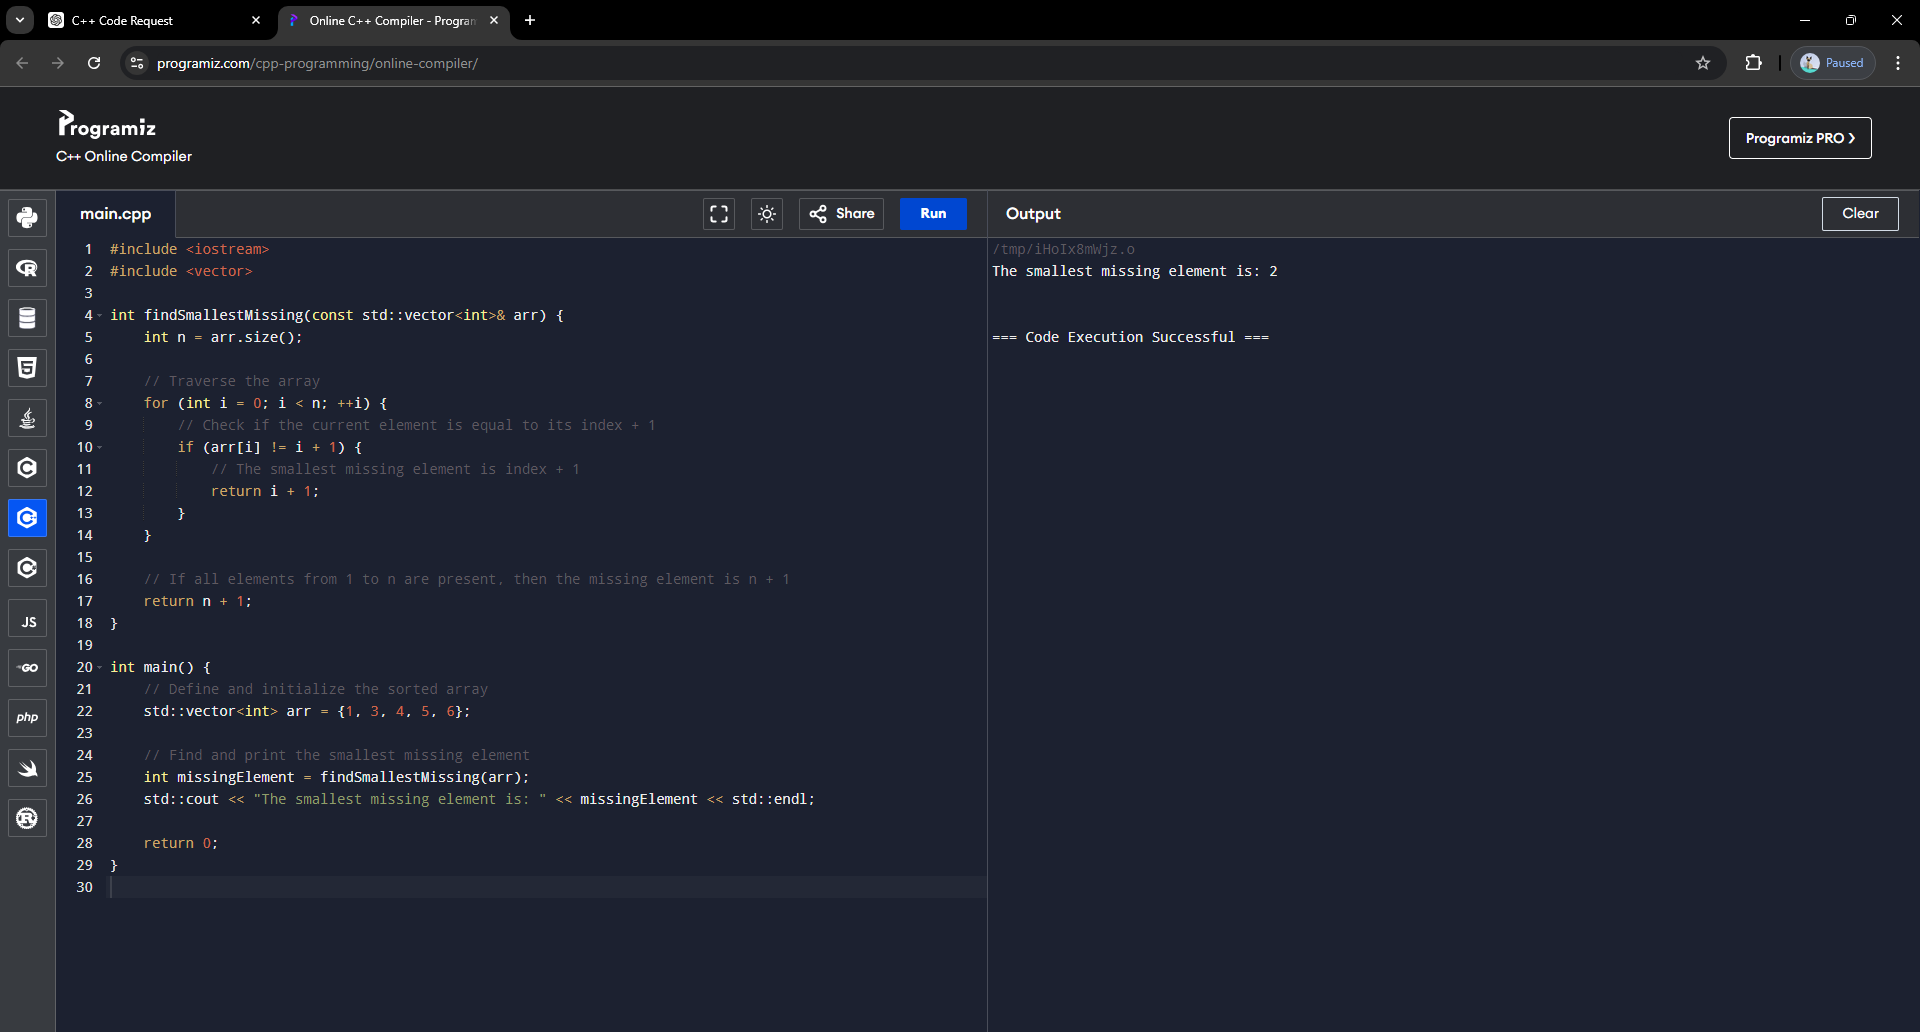 C++ Code Request
Online C++ Compiler - Program
programiz.com/cpp-programming/online-compiler/
Paused
Programiz
C++ Online Compiler
Programiz PRO ❯
main.cpp
Share
Run
Output
Clear
1 #include <iostream>
2 #include <vector>
3
4 int findSmallestMissing(const std::vector<int>& arr) {
5     int n = arr.size();
6
7     // Traverse the array
8     for (int i = 0; i < n; ++i) {
9         // Check if the current element is equal to its index + 1
10         if (arr[i] != i + 1) {
11             // The smallest missing element is index + 1
12             return i + 1;
13         }
14     }
15
16     // If all elements from 1 to n are present, then the missing element is n + 1
17     return n + 1;
18 }
19
20 int main() {
21     // Define and initialize the sorted array
22     std::vector<int> arr = {1, 3, 4, 5, 6};
23
24     // Find and print the smallest missing element
25     int missingElement = findSmallestMissing(arr);
26     std::cout << "The smallest missing element is: " << missingElement << std::endl;
27
28     return 0;
29 }
30
/tmp/iHoIx8mWjz.o
The smallest missing element is: 2
=== Code Execution Successful ===
JS
GO
php